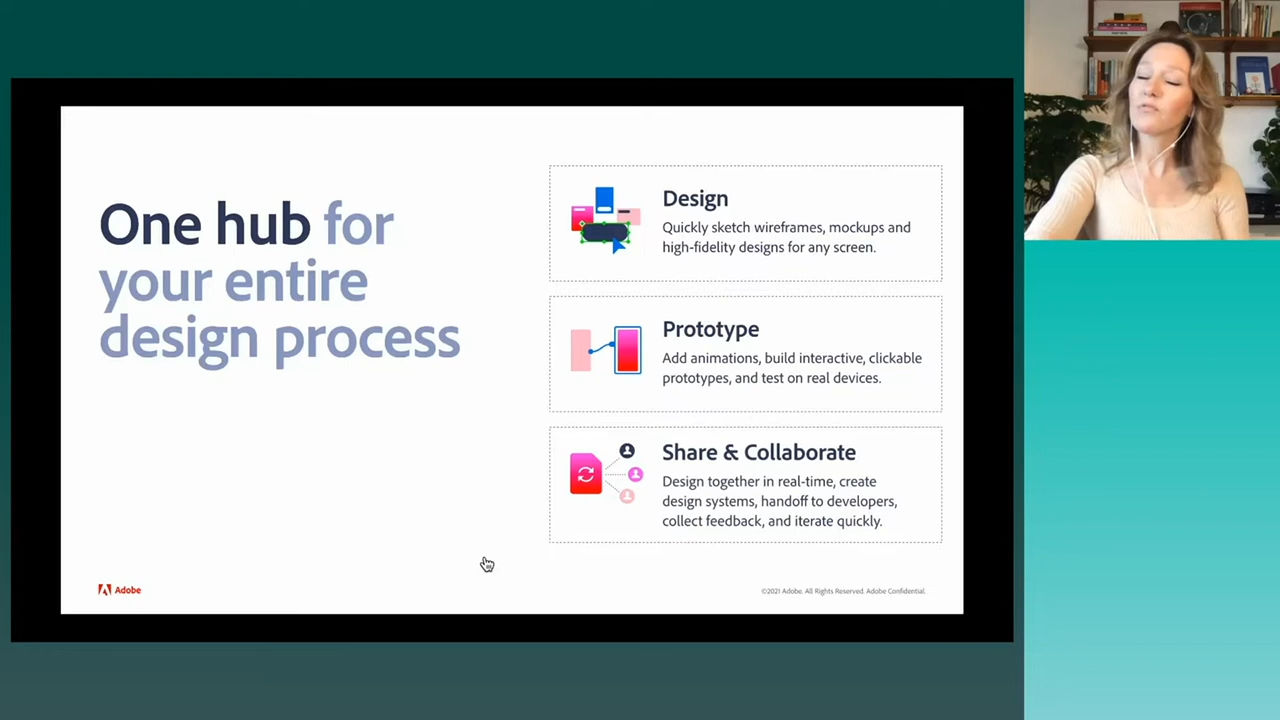 One hub for
your entire
design process
Design
Quickly sketch wireframes, mockups and
high-fidelity designs for any screen.
Prototype
Add animations, build interactive, clickable
prototypes, and test on real devices.
Share & Collaborate
Design together in real-time, create
design systems, handoff to developers,
collect feedback, and iterate quickly.
Adobe
©2021 Adobe. All Rights Reserved. Adobe Confidential.